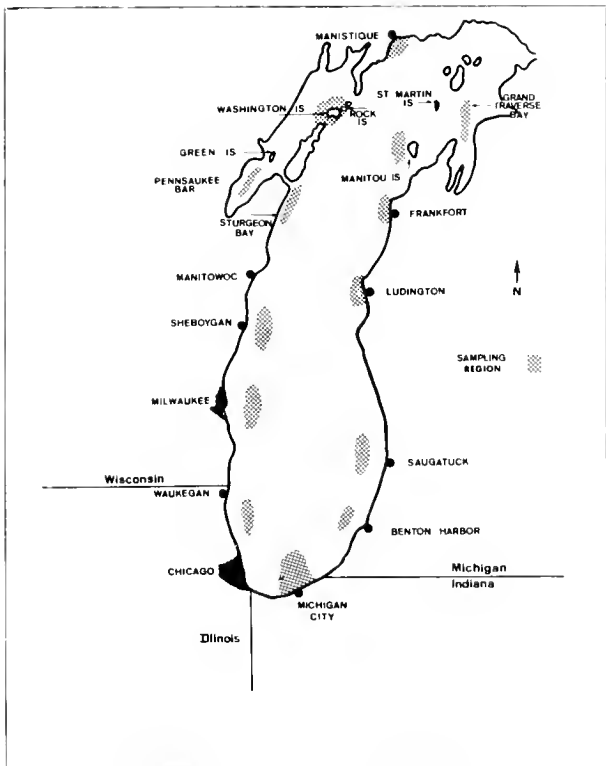 MANISTIQUE
ST MARTIN
IS
GRAND
TRAVERSE
BAY
WASHINGTON IS
ROCK
IS
GREEN IS
PENNSAUKEE
BAR
MANITOU IS
STURGEON
BAY
FRANKFORT
MANITOWOC
N
LUDINGTON
SHEBOYGAN
SAMPLING
REGION
MILWAUKEE
SAUGATUCK
Wisconsin
WAUKEGAN
BENTON HARBOR
CHICAGO
Michigan
Indiana
MICHIGAN
CITY
Illinois